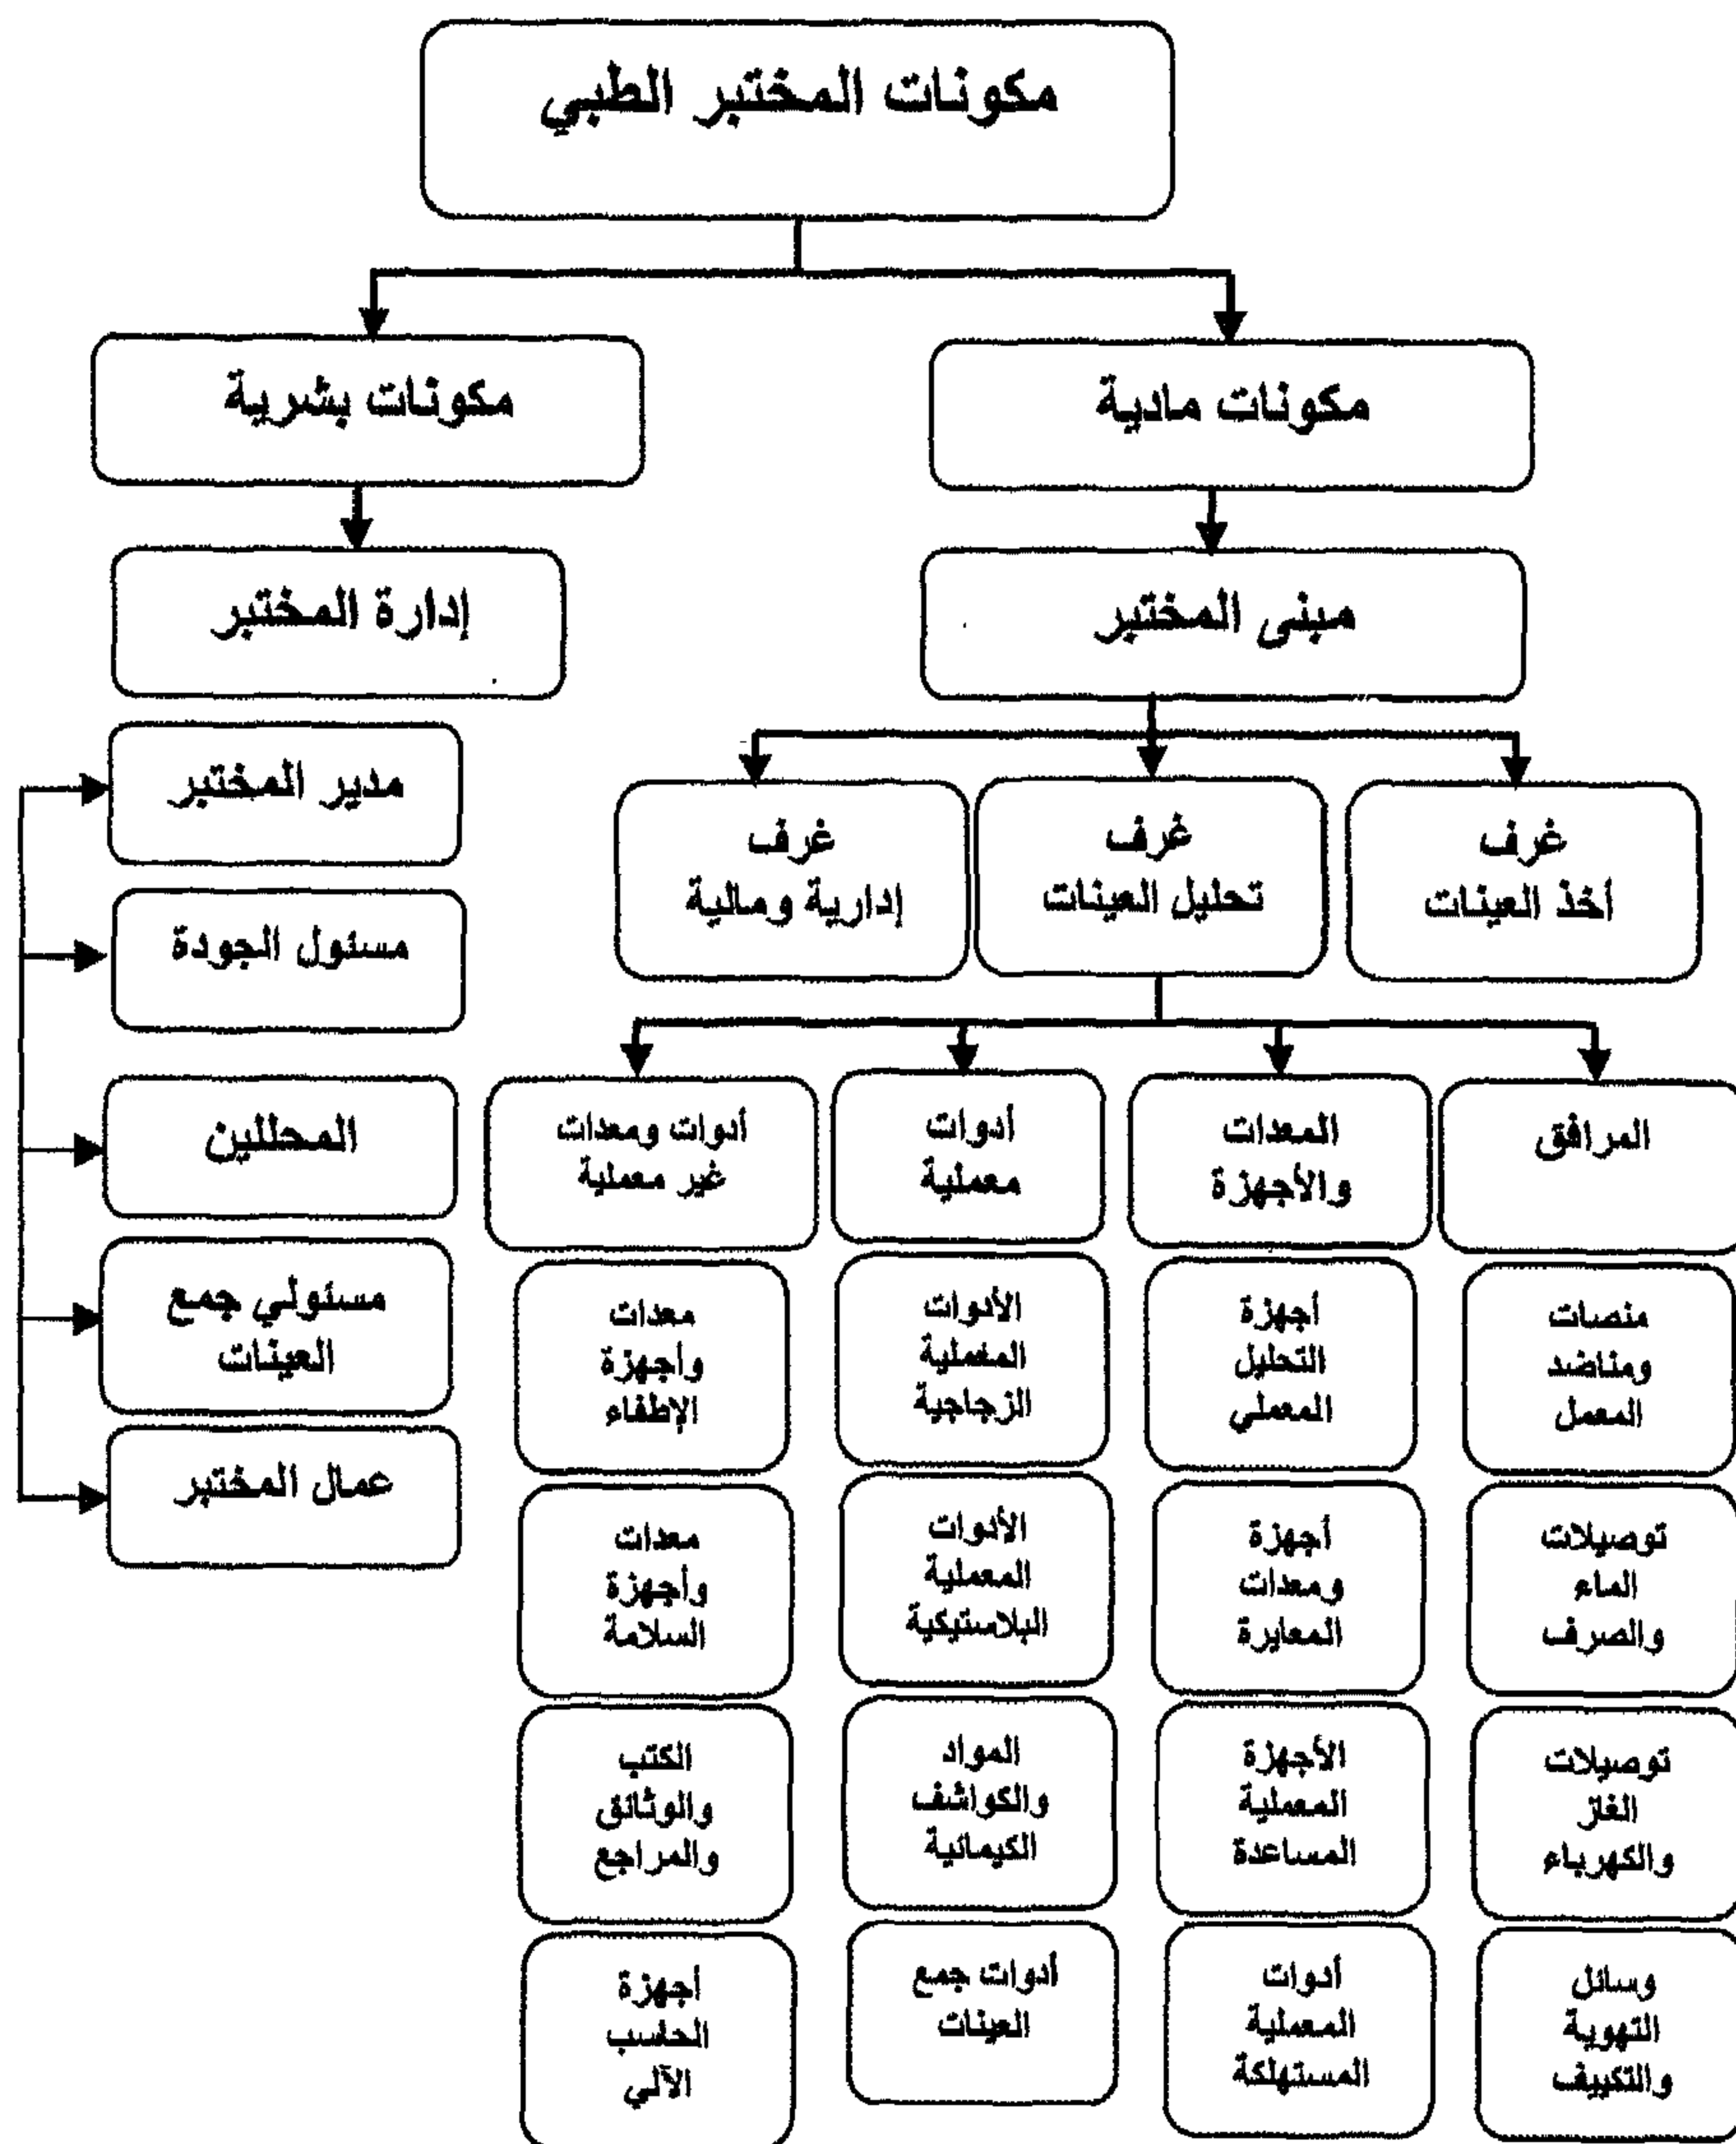 مكونات المختبر الطبي
مكونات مادية
مكونات بشرية
مبنى المختبر
إدارة المختبر
غرف
أخذ العينات
غرف
تحليل العينات
غرف
إدارية ومالية
مدير المختبر
مسئول الجودة
المحللين
مسئولي جمع
العينات
عمال المختبر
المرافق
منصات
ومناضد
المعمل
توصيلات
الماء
والصرف
توصيلات
الغاز
والكهرباء
وسائل
التهوية
والتكييف
المعدات
والأجهزة
أجهزة
التحليل
المعملي
أجهزة
ومعدات
المعايرة
الأجهزة
المعملية
المساعدة
أدوات
المعملية
المستهلكة
أدوات
معملية
الأدوات
المعملية
الزجاجية
الأدوات
المعملية
البلاستيكية
المواد
والكواشف
الكيمائية
أدوات جمع
العينات
أدوات ومعدات
غير معملية
معدات
وأجهزة
الإطفاء
معدات
وأجهزة
السلامة
الكتب
والوثائق
والمراجع
أجهزة
الحاسب
الآلي